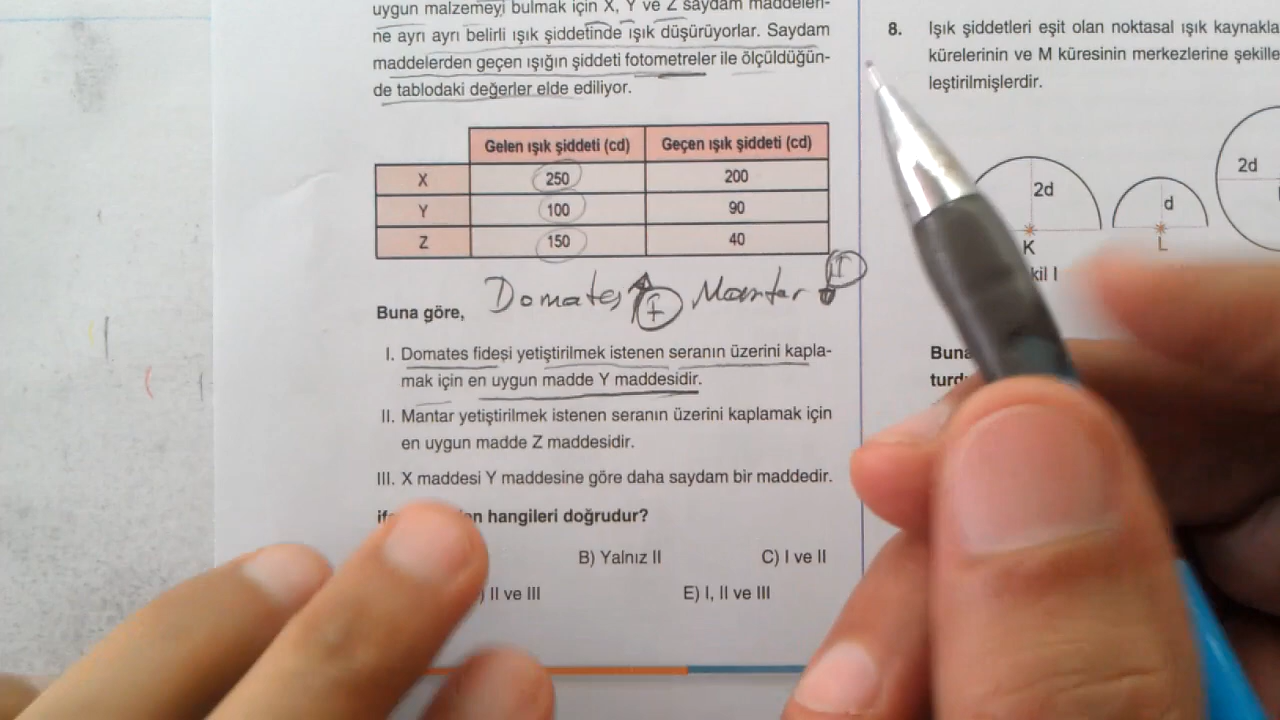 uygun malzemeyi bulmak için X, Y ve Z saydam maddeleri-
ne ayrı ayrı belirli ışık şiddetinde ışık düşürüyorlar. Saydam
maddelerden geçen ışığın şiddeti fotometreler ile ölçüldüğün-
de tablodaki değerler elde ediliyor.
Gelen ışık şiddeti (cd) Geçen ışık şiddeti (cd)
X 250 200
Y 100 90
Z 150 40
Domates I Mantar I
Buna göre,
I. Domates fideşi yetiştirilmek istenen seranın üzerini kapla-
mak için en uygun madde Y maddesidir.
II. Mantar yetiştirilmek istenen seranın üzerini kaplamak için
en uygun madde Z maddesidir.
III. X maddesi Y maddesine göre daha saydam bir maddedir.
hangileri doğrudur?
B) Yalnız II C) I ve II
) II ve III E) I, II ve III
8. Işık şiddetleri eşit olan noktasal ışık
kürelerinin ve M küresinin merkezlerine
leştirilmişlerdir.
2d d 2d
K L
kil I